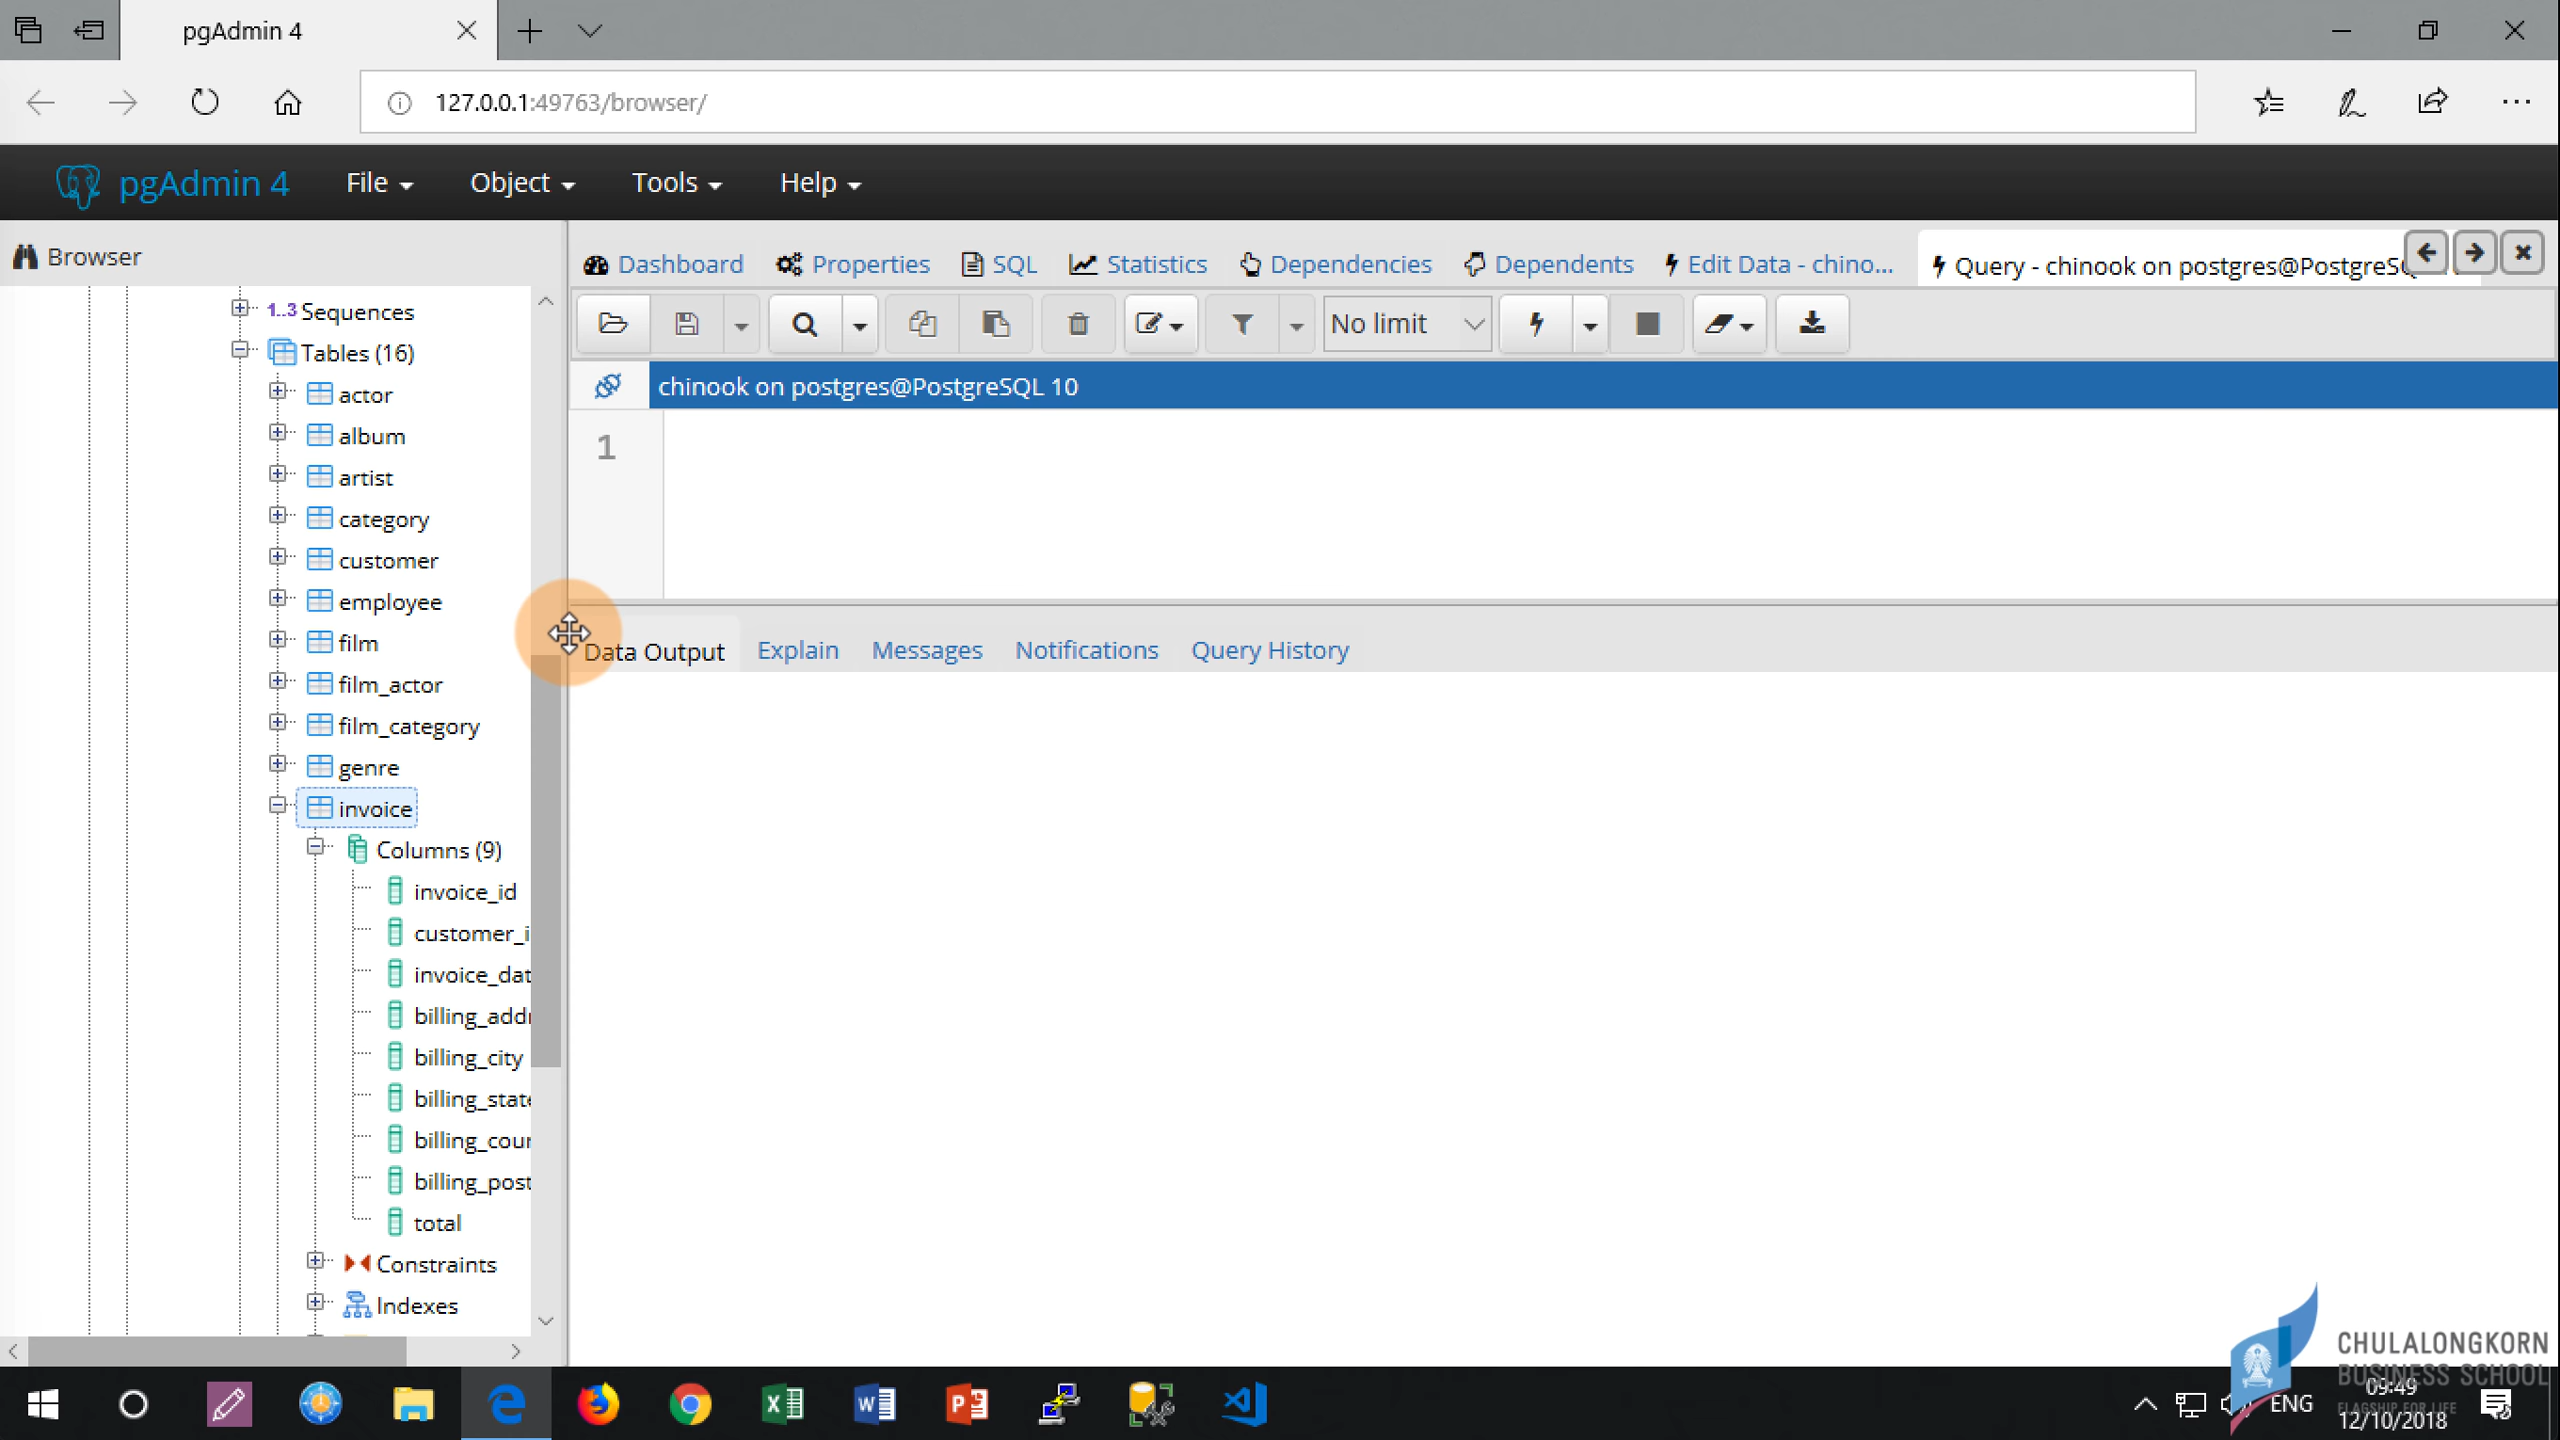 pgAdmin 4
127.0.0.1:49763/browser/
pgAdmin 4 File Object Tools Help
Browser
Dashboard Properties SQL Statistics Dependencies Dependents Edit Data - chino... Query - chinook on postgres@PostgreS
No limit
chinook on postgres@PostgreSQL 10
1
1..3 Sequences
Tables (16)
actor
album
artist
category
customer
employee
film
film_actor
film_category
genre
invoice
Columns (9)
invoice_id
customer_i
invoice_dat
billing_addr
billing_city
billing_state
billing_cour
billing_post
total
Constraints
Indexes
Data Output Explain Messages Notifications Query History
CHULALONGKORN
BUSINESS SCHOOL
FLAGSHIP FOR LIFE
ENG
09:49
12/10/2018